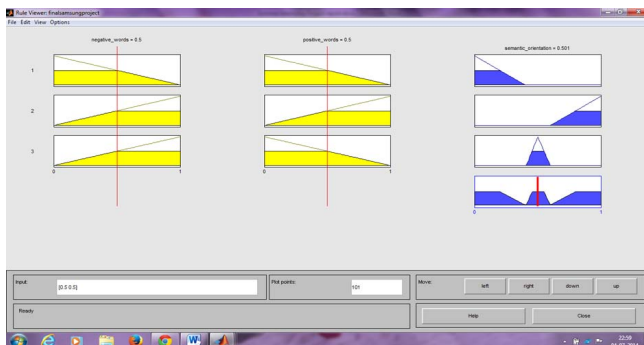 Rule Viewer: finalsamsungproject
File Edit View Options
negative_words = 0.5
positive_words = 0.5
semantic_orientation = 0.501
1
2
3
0 1
0 1
0 1
Input: [0.5 0.5]
Plot points: 101
Move: left right down up
Ready
Help Close
22:59